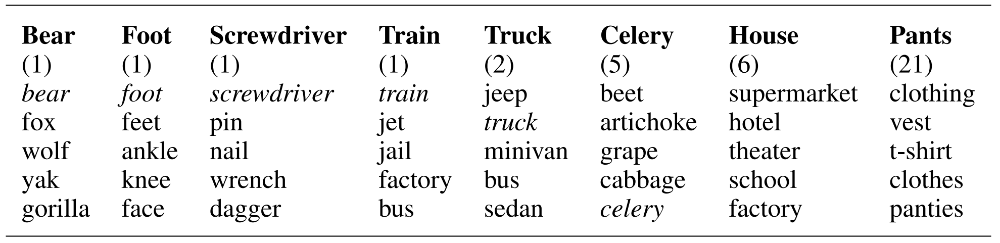 Bear Foot Screwdriver Train Truck Celery House Pants
(1) (1) (1) (1) (2) (5) (6) (21)
bear foot screwdriver train jeep beet supermarket clothing
fox feet pin jet truck artichoke hotel vest
wolf ankle nail jail minivan grape theater t-shirt
yak knee wrench factory bus cabbage school clothes
gorilla face dagger bus sedan celery factory panties